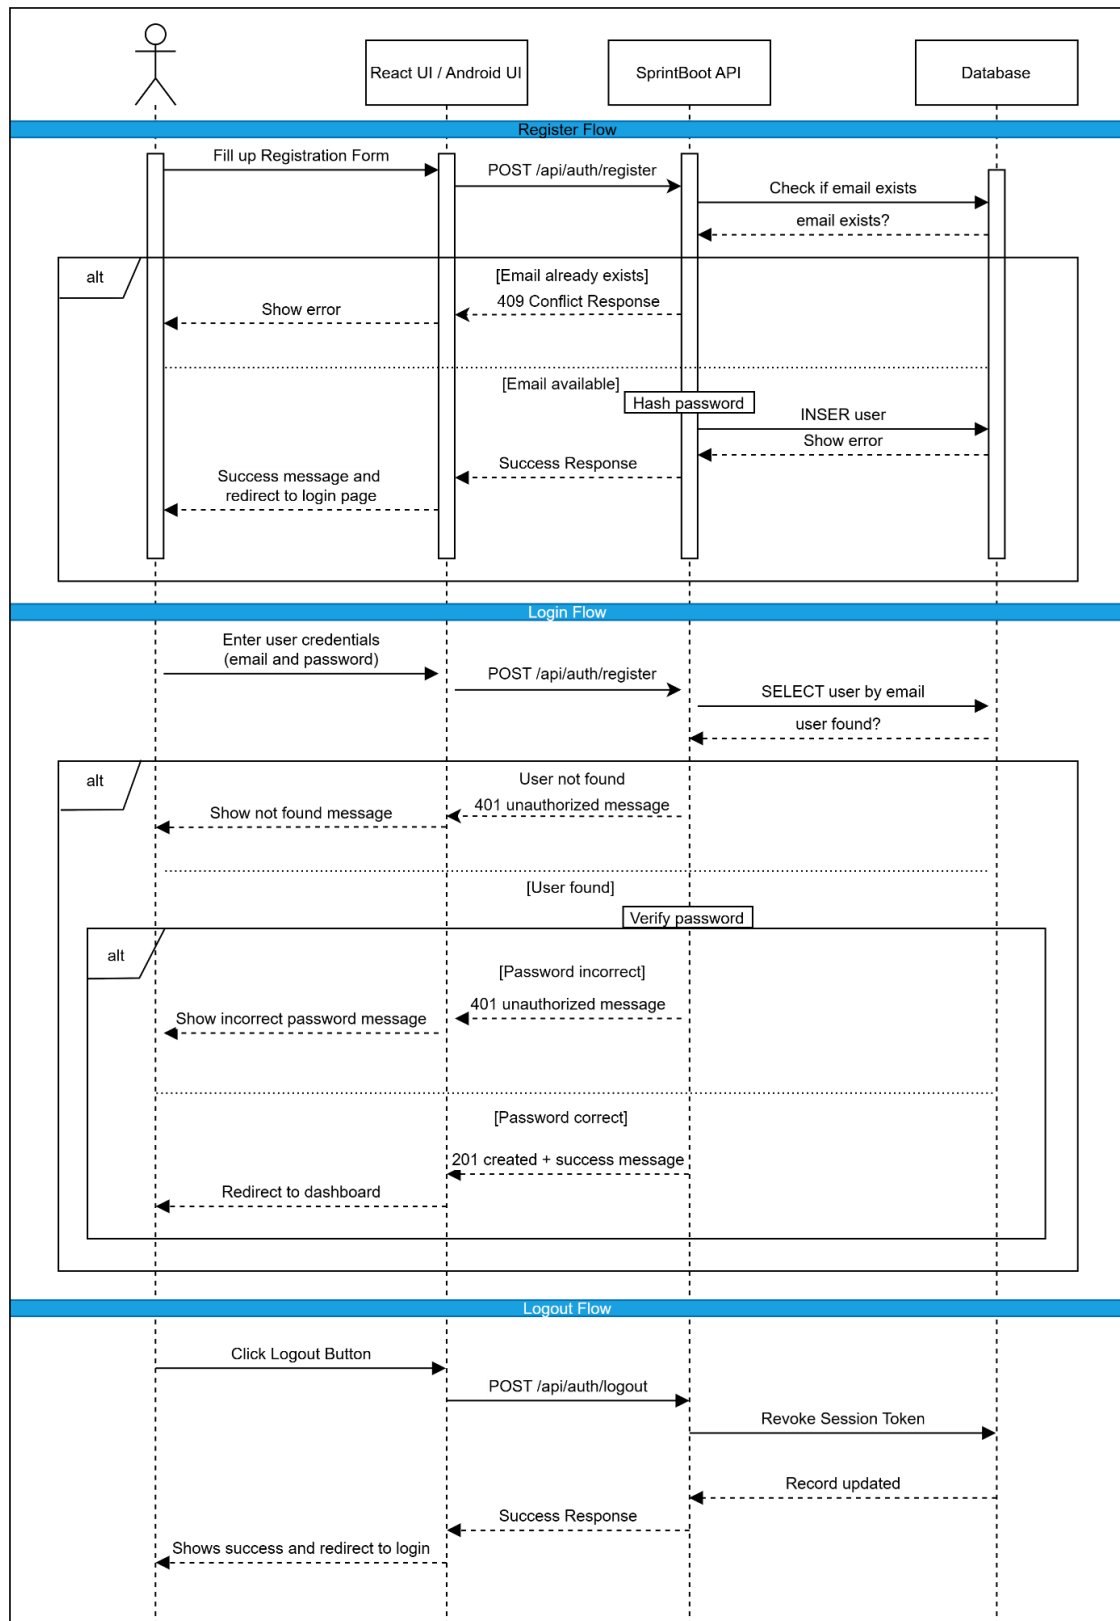 React UI / Android UI
SprintBoot API
Database
Register Flow
Fill up Registration Form
POST /api/auth/register
Check if email exists
email exists?
alt
[Email already exists]
409 Conflict Response
Show error
[Email available]
Hash password
INSER user
Show error
Success Response
Success message and
redirect to login page
Login Flow
Enter user credentials
(email and password)
POST /api/auth/register
SELECT user by email
user found?
alt
User not found
401 unauthorized message
Show not found message
[User found]
Verify password
alt
[Password incorrect]
401 unauthorized message
Show incorrect password message
[Password correct]
201 created + success message
Redirect to dashboard
Logout Flow
Click Logout Button
POST /api/auth/logout
Revoke Session Token
Record updated
Success Response
Shows success and redirect to login